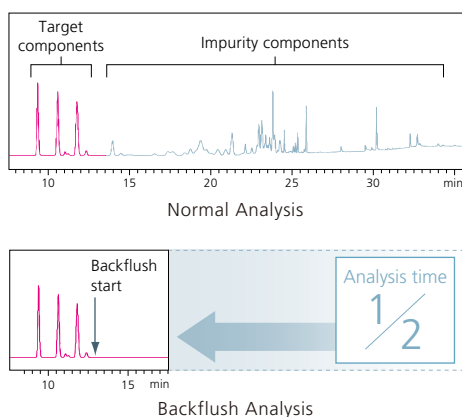 Target
components
Impurity components
10 15 20 25 30 min
Normal Analysis
Backflush
start
Analysis time
1/2
10 15 min
Backflush Analysis